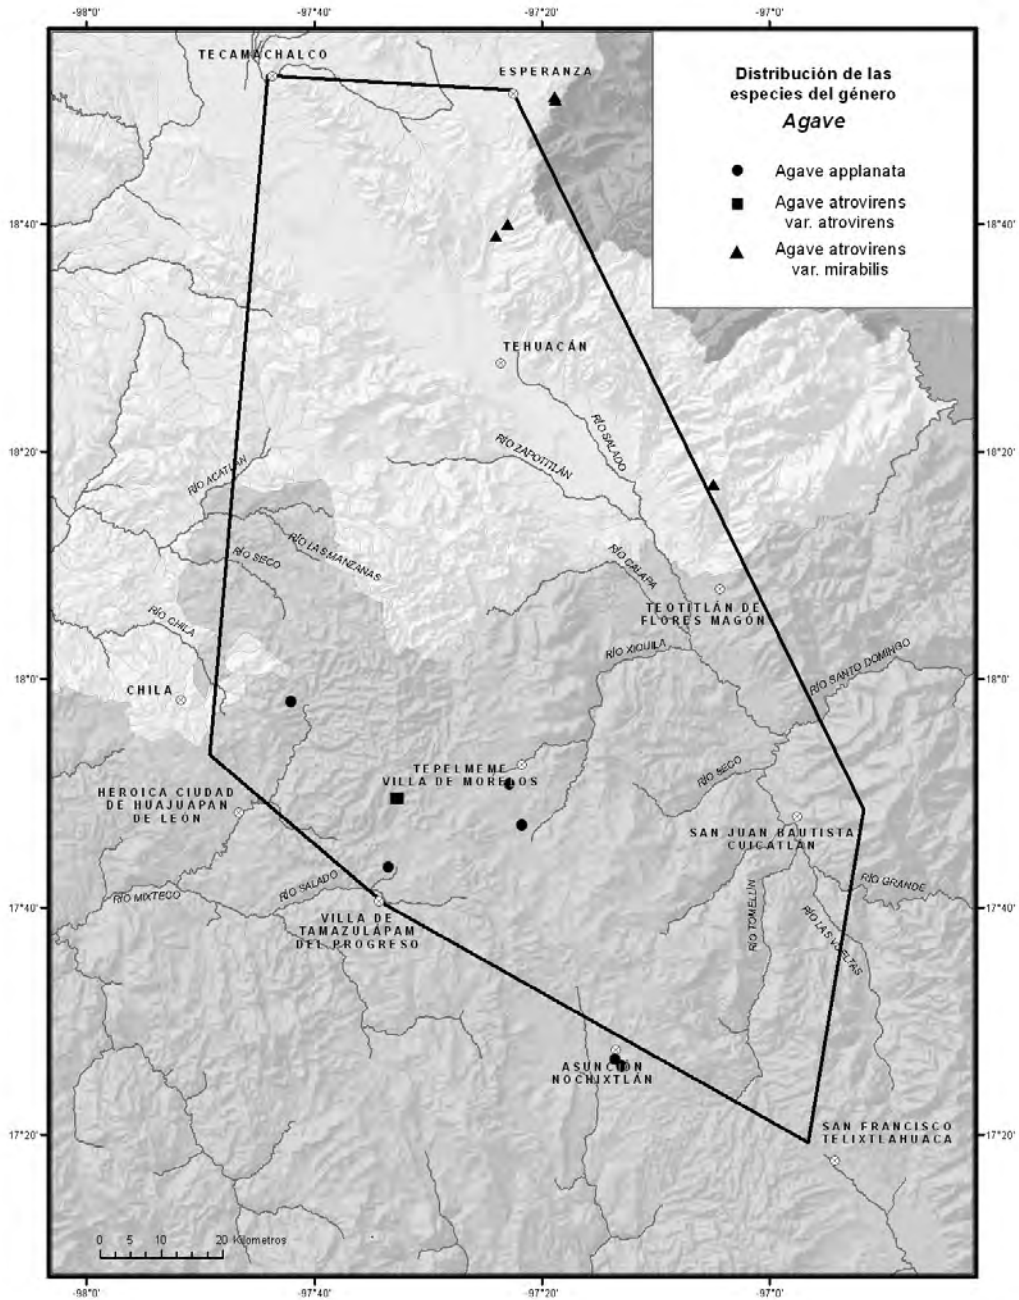 -98°0'
-97°40'
-97°20'
-97°0'
TECAMACHALCO
ESPERANZA
Distribución de las
especies del género
Agave
Agave applanata
Agave atrovirens
var. atrovirens
Agave atrovirens
var. mirabilis
18°40'
18°40'
TEHUACÁN
RÍO SALADO
RÍO ZAPOTITLÁN
18°20'
18°20'
RÍO ACATLÁN
RÍO SECO
RÍO LAS MANZANAS
RÍO CALAPA
TEOTITLÁN DE
FLORES MAGÓN
RÍO CHILA
RÍO XIQUILA
RÍO SANTO DOMINGO
18°0'
18°0'
CHILA
TEPELMEME
VILLA DE MORELOS
RÍO SECO
HEROICA CIUDAD
DE HUAJUAPAN
DE LEÓN
SAN JUAN BAUTISTA
CUICATLÁN
RÍO SALADO
RÍO MIXTECO
RÍO GRANDE
17°40'
17°40'
VILLA DE
TAMAZULÁPAM
DEL PROGRESO
RÍO TOMELLÍN
RÍO LAS VUELTAS
ASUNCIÓN
NOCHIXTLÁN
SAN FRANCISCO
TELIXTLAHUACA
17°20'
17°20'
0 5 10 20 Kilometros
-98°0'
-97°40'
-97°20'
-97°0'